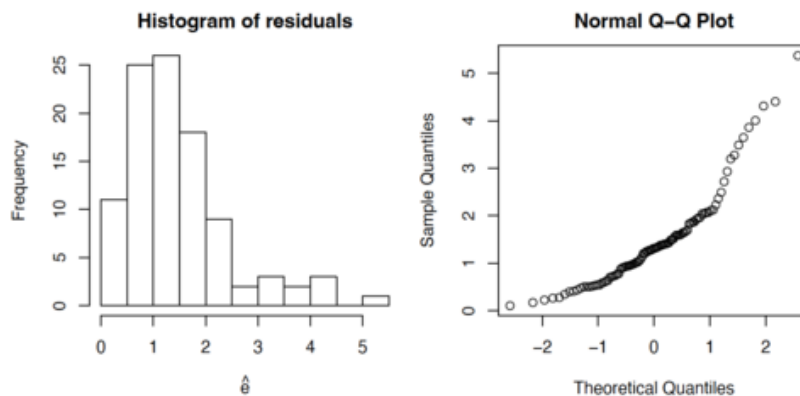 Histogram of residuals
Frequency
0 5 10 15 20 25
0 1 2 3 4 5
ê
Normal Q−Q Plot
Sample Quantiles
0 1 2 3 4 5
−2 −1 0 1 2
Theoretical Quantiles